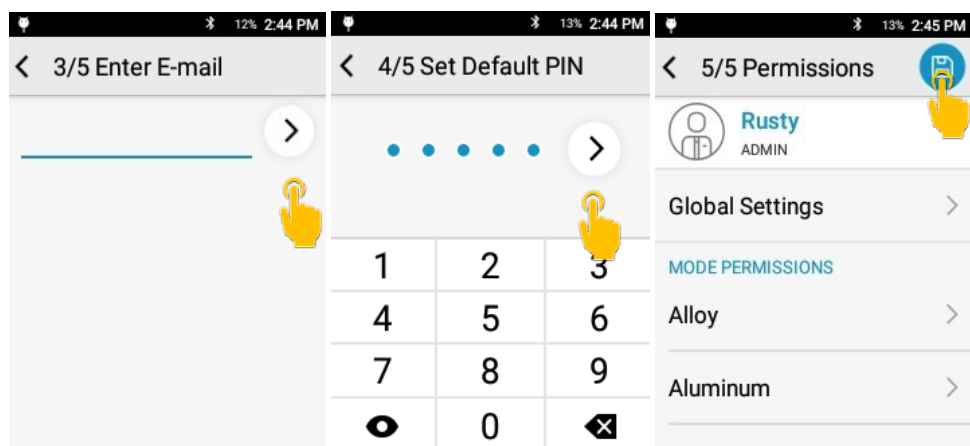 12% 2:44 PM
3/5 Enter E-mail
13% 2:44 PM
4/5 Set Default PIN
1 2 3
4 5 6
7 8 9
0
13% 2:45 PM
5/5 Permissions
Rusty
ADMIN
Global Settings
MODE PERMISSIONS
Alloy
Aluminum